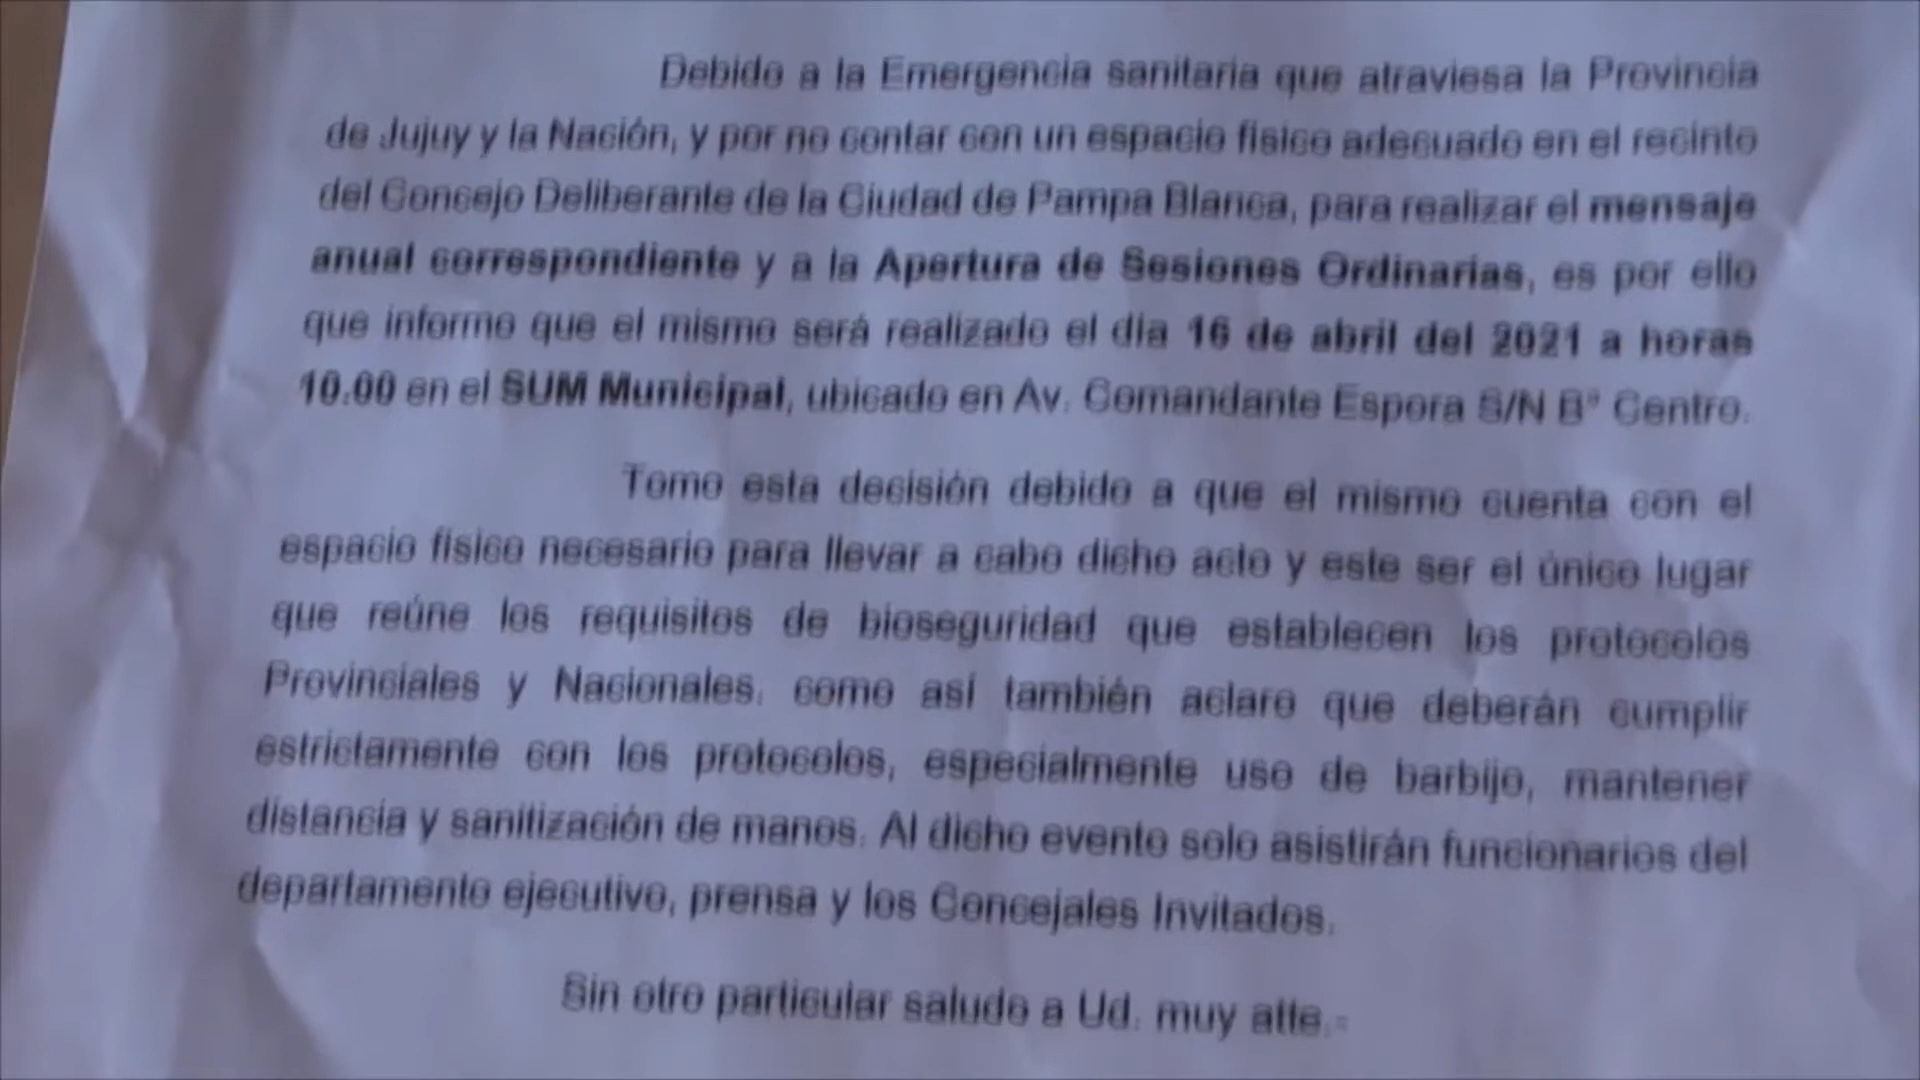 Debido a la Emergencia sanitaria que atraviesa la Provincia
de Jujuy y la Nación, y por no contar con un espacio fisico adecuado en el recinto
del Concejo Deliberante de la Ciudad de Pampa Blanca, para realizar el mensaje
anual correspondiente y a la Apertura de Sesiones Ordinarias, es por ello
que informo que el mismo será realizado el dia 16 de abril del 2021 a horas
10.00 en el SUM Municipal, ubicado en Av. Comandante Espora S/N B° Centro.
Tomo esta decisión debido a que el mismo cuenta con el
espacio fisico necesario para llevar a cabo dicho acto y este ser el único lugar
que reúne los requisitos de bioseguridad que establecen los protocolos
Provinciales y Nacionales. como así también aclaro que deberán cumplir
estrictamente con los protocolos, especialmente uso de barbijo, mantener
distancia y sanitización de manos. Al dicho evento solo asistirán funcionarios del
departamento ejecutivo, prensa y los Concejales Invitados.
Sin otro particular saludo a Ud. muy atte.-